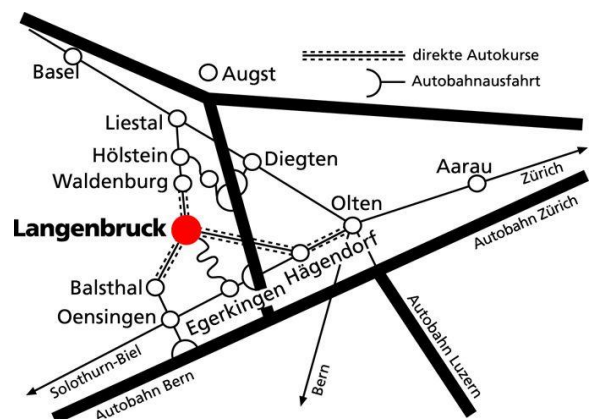 direkte Autokurse
Basel
Augst
Autobahnausfahrt
Liestal
Hölstein
Diegten
Aarau
Waldenburg
Zürich
Olten
Langenbruck
Autobahn Zürich
Hägendorf
Balsthal
Egerkingen
Oensingen
Solothurn-Biel
Bern
Autobahn Luzern
Autobahn Bern